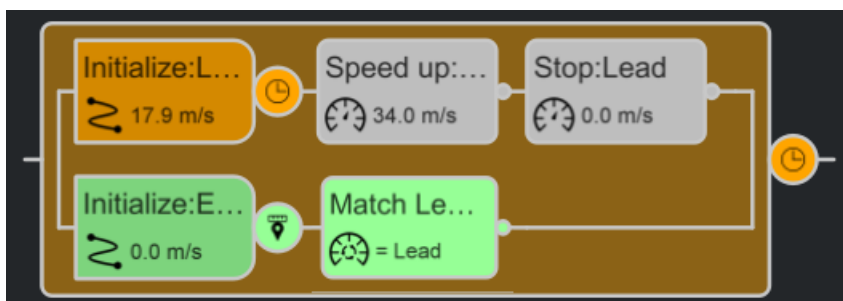 Initialize:L...
17.9 m/s
Speed up:...
34.0 m/s
Stop:Lead
0.0 m/s
Initialize:E...
0.0 m/s
Match Le...
= Lead